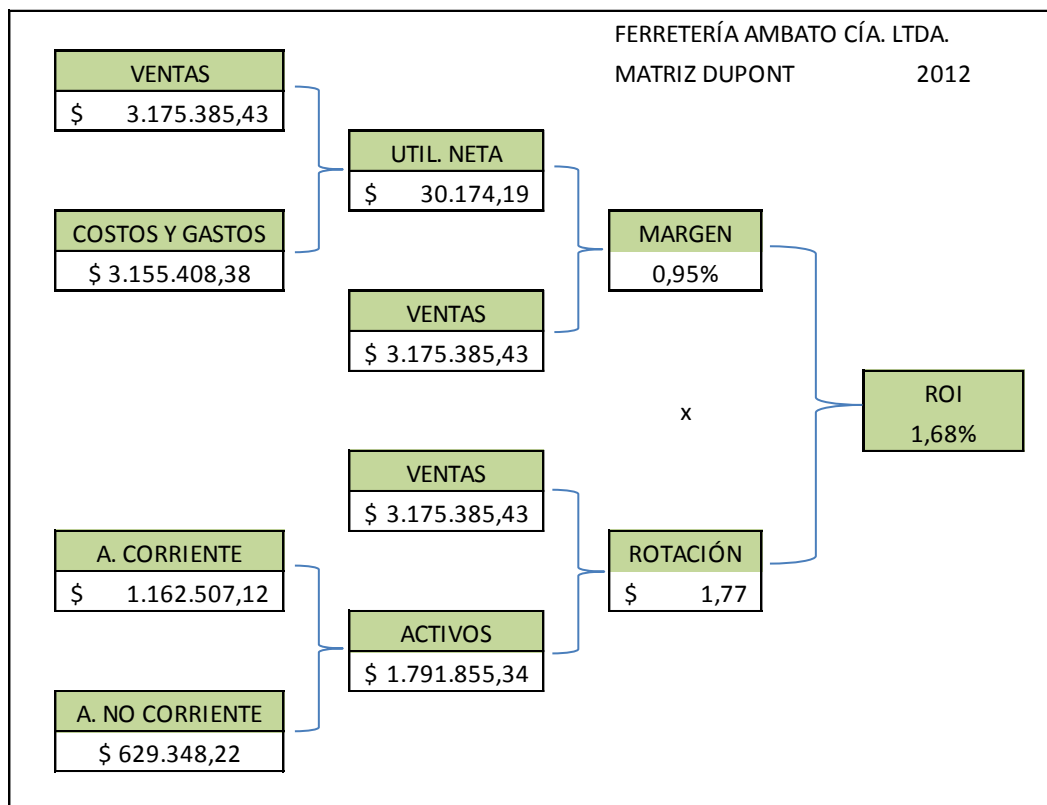 FERRETERÍA AMBATO CÍA. LTDA.
MATRIZ DUPONT 2012
VENTAS
$ 3.175.385,43
COSTOS Y GASTOS
$ 3.155.408,38
UTIL. NETA
$ 30.174,19
VENTAS
$ 3.175.385,43
MARGEN
0,95%
x
ROI
1,68%
VENTAS
$ 3.175.385,43
A. CORRIENTE
$ 1.162.507,12
A. NO CORRIENTE
$ 629.348,22
ACTIVOS
$ 1.791.855,34
ROTACIÓN
$ 1,77